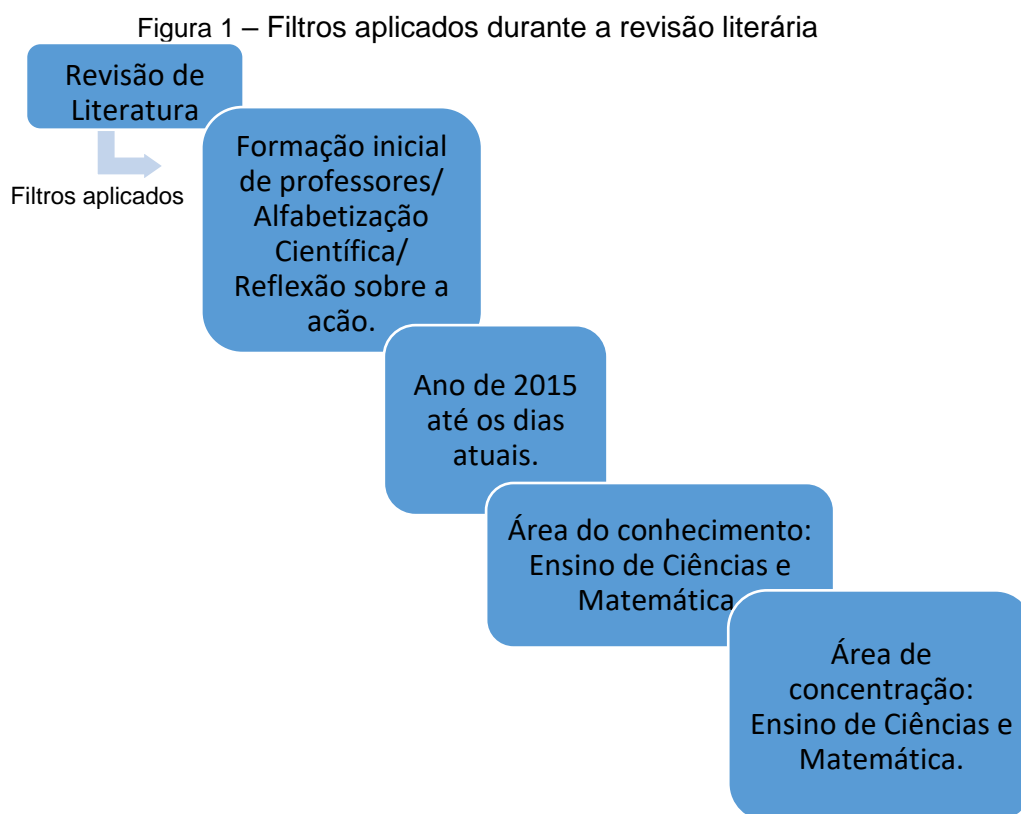 Figura 1 – Filtros aplicados durante a revisão literária
Revisão de
Literatura
Filtros aplicados
Formação inicial
de professores/
Alfabetização
Científica/
Reflexão sobre a
ação.
Ano de 2015
até os dias
atuais.
Área do conhecimento:
Ensino de Ciências e
Matemática
Área de
concentração:
Ensino de Ciências e
Matemática.